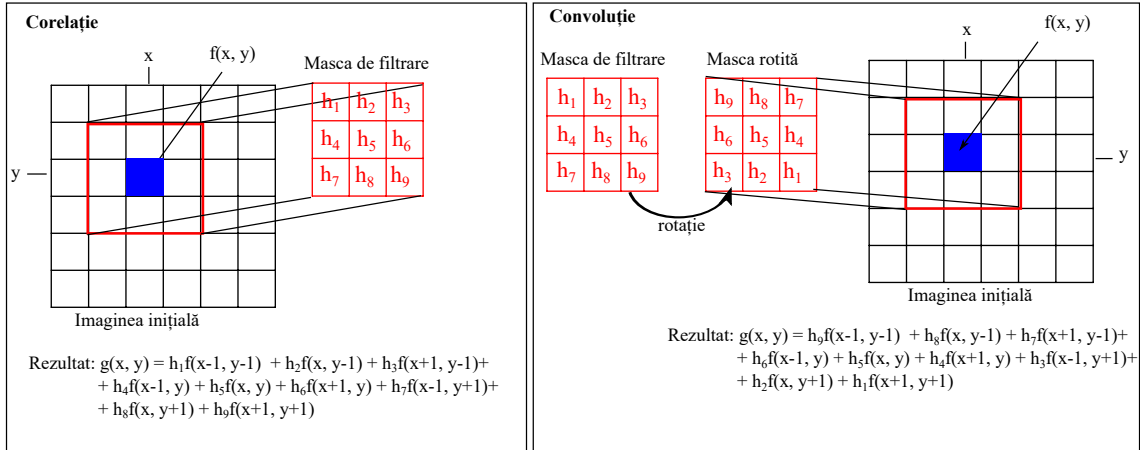 Corelație
x
f(x, y)
Masca de filtrare
h₁ h₂ h₃
h₄ h₅ h₆
h₇ h₈ h₉
y
Imaginea inițială
Rezultat: g(x, y) = h₁f(x-1, y-1) + h₂f(x, y-1) + h₃f(x+1, y-1)+
+ h₄f(x-1, y) + h₅f(x, y) + h₆f(x+1, y) + h₇f(x-1, y+1)+
+ h₈f(x, y+1) + h₉f(x+1, y+1)
Convoluție
Masca de filtrare
h₁ h₂ h₃
h₄ h₅ h₆
h₇ h₈ h₉
Masca rotită
h₉ h₈ h₇
h₆ h₅ h₄
h₃ h₂ h₁
rotație
x
f(x, y)
y
Imaginea inițială
Rezultat: g(x, y) = h₉f(x-1, y-1) + h₈f(x, y-1) + h₇f(x+1, y-1)+
+ h₆f(x-1, y) + h₅f(x, y) + h₄f(x+1, y) + h₃f(x-1, y+1)+
+ h₂f(x, y+1) + h₁f(x+1, y+1)